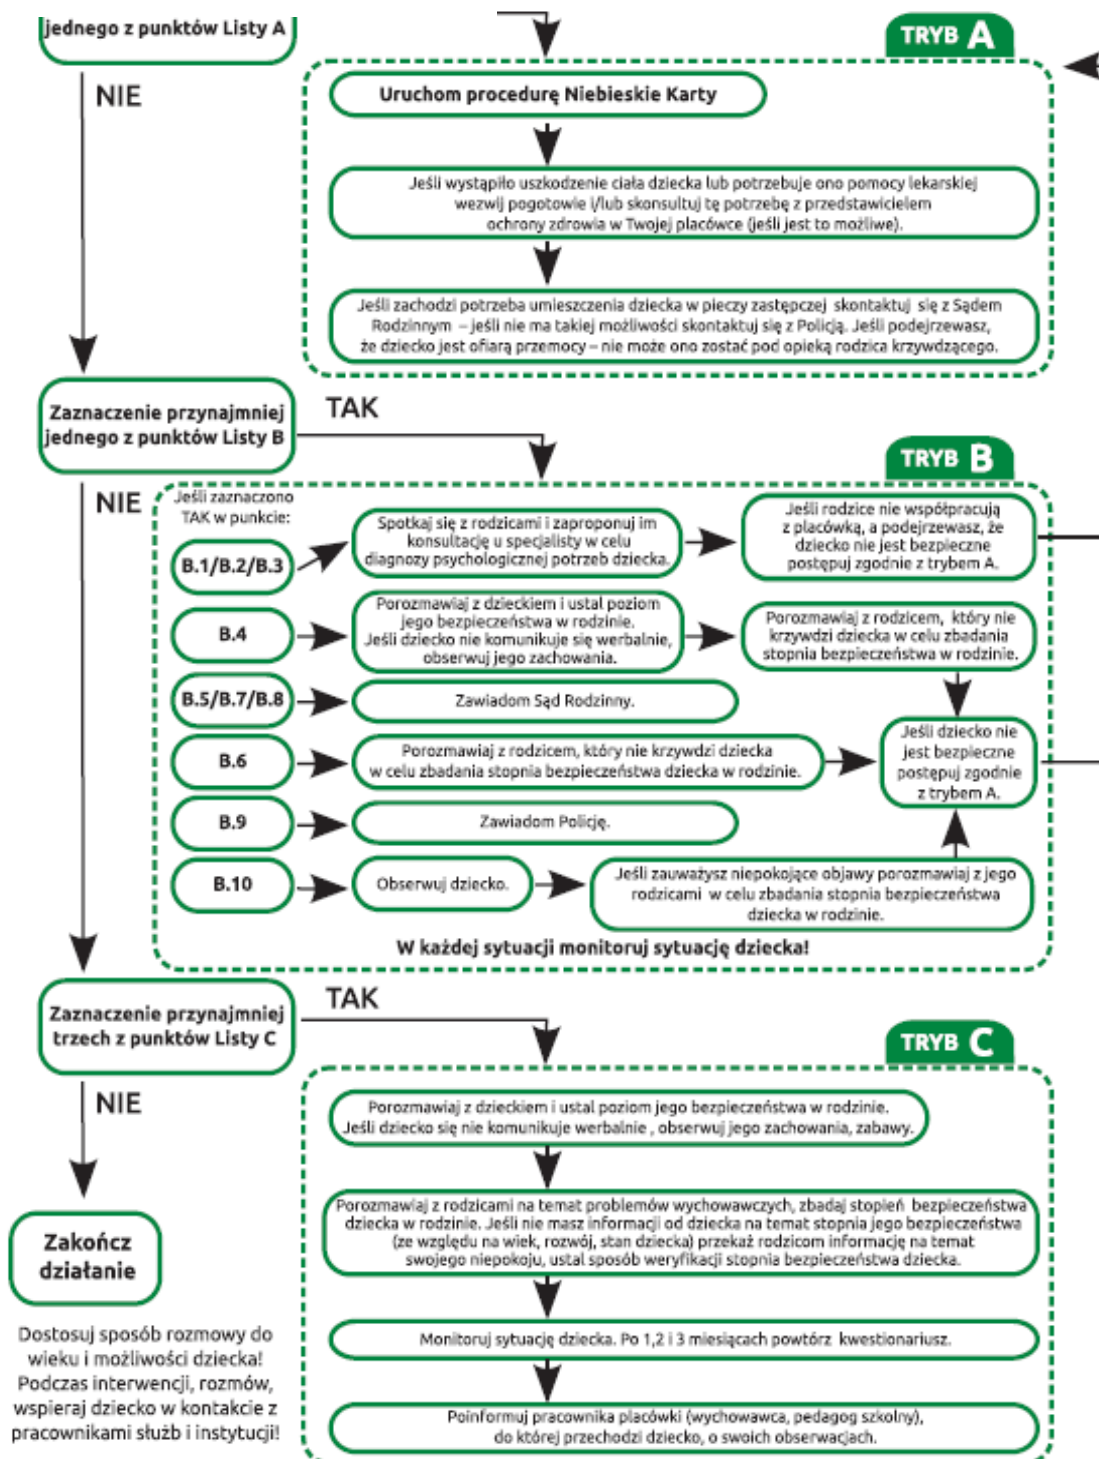 jednego z punktów Listy A
NIE
TRYB A
Uruchom procedurę Niebieskie Karty
Jeśli wystąpiło uszkodzenie ciała dziecka lub potrzebuje ono pomocy lekarskiej
wezwij pogotowie i/lub skonsultuj tę potrzebę z przedstawicielem
ochrony zdrowia w Twojej placówce (jeśli jest to możliwe).
Jeśli zachodzi potrzeba umieszczenia dziecka w pieczy zastępczej skontaktuj się z Sądem
Rodzinnym – jeśli nie ma takiej możliwości skontaktuj się z Policją. Jeśli podejrzewasz,
że dziecko jest ofiarą przemocy – nie może ono zostać pod opieką rodzica krzywdzącego.
Zaznaczenie przynajmniej
jednego z punktów Listy B
TAK
NIE
TRYB B
Jeśli zaznaczono
TAK w punkcie:
B.1/B.2/B.3
Spotkaj się z rodzicami i zaproponuj im
konsultację u specjalisty w celu
diagnozy psychologicznej potrzeb dziecka.
Jeśli rodzice nie współpracują
z placówką, a podejrzewasz, że
dziecko nie jest bezpieczne
postępuj zgodnie z trybem A.
B.4
Porozmawiaj z dzieckiem i ustal poziom
jego bezpieczeństwa w rodzinie.
Jeśli dziecko nie komunikuje się werbalnie,
obserwuj jego zachowania.
Porozmawiaj z rodzicem, który nie
krzywdzi dziecka w celu zbadania
stopnia bezpieczeństwa w rodzinie.
B.5/B.7/B.8
Zawiadom Sąd Rodzinny.
B.6
Porozmawiaj z rodzicem, który nie krzywdzi dziecka
w celu zbadania stopnia bezpieczeństwa dziecka w rodzinie.
Jeśli dziecko nie
jest bezpieczne
postępuj zgodnie
z trybem A.
B.9
Zawiadom Policję.
B.10
Obserwuj dziecko.
Jeśli zauważysz niepokojące objawy porozmawiaj z jego
rodzicami w celu zbadania stopnia bezpieczeństwa
dziecka w rodzinie.
W każdej sytuacji monitoruj sytuację dziecka!
Zaznaczenie przynajmniej
trzech z punktów Listy C
TAK
NIE
TRYB C
Porozmawiaj z dzieckiem i ustal poziom jego bezpieczeństwa w rodzinie.
Jeśli dziecko się nie komunikuje werbalnie , obserwuj jego zachowania, zabawy.
Porozmawiaj z rodzicami na temat problemów wychowawczych, zbadaj stopień bezpieczeństwa
dziecka w rodzinie. Jeśli nie masz informacji od dziecka na temat stopnia jego bezpieczeństwa
(ze względu na wiek, rozwój, stan dziecka) przekaż rodzicom informację na temat
swojego niepokoju, ustal sposób weryfikacji stopnia bezpieczeństwa dziecka.
Monitoruj sytuację dziecka. Po 1,2 i 3 miesiącach powtórz kwestionariusz.
Poinformuj pracownika placówki (wychowawca, pedagog szkolny),
do której przechodzi dziecko, o swoich obserwacjach.
Zakończ
działanie
Dostosuj sposób rozmowy do
wieku i możliwości dziecka!
Podczas interwencji, rozmów,
wspieraj dziecko w kontakcie z
pracownikami służb i instytucji!